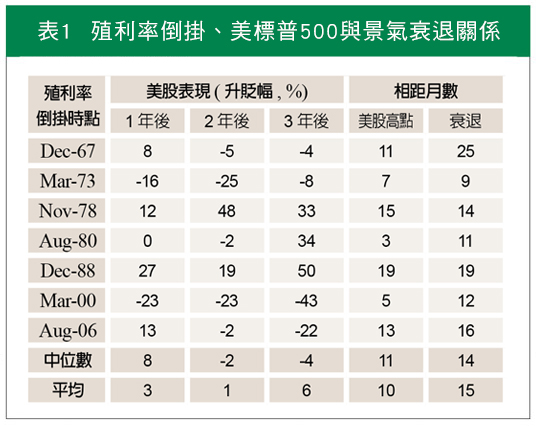 表1 殖利率倒掛、美標普500與景氣衰退關係
殖利率倒掛時點 美股表現(升貶幅,%) 相距月數
1年後 2年後 3年後 美股高點 衰退
Dec-67 8 -5 -4 11 25
Mar-73 -16 -25 -8 7 9
Nov-78 12 48 33 15 14
Aug-80 0 -2 34 3 11
Dec-88 27 19 50 19 19
Mar-00 -23 -23 -43 5 12
Aug-06 13 -2 -22 13 16
中位數 8 -2 -4 11 14
平均 3 1 6 10 15